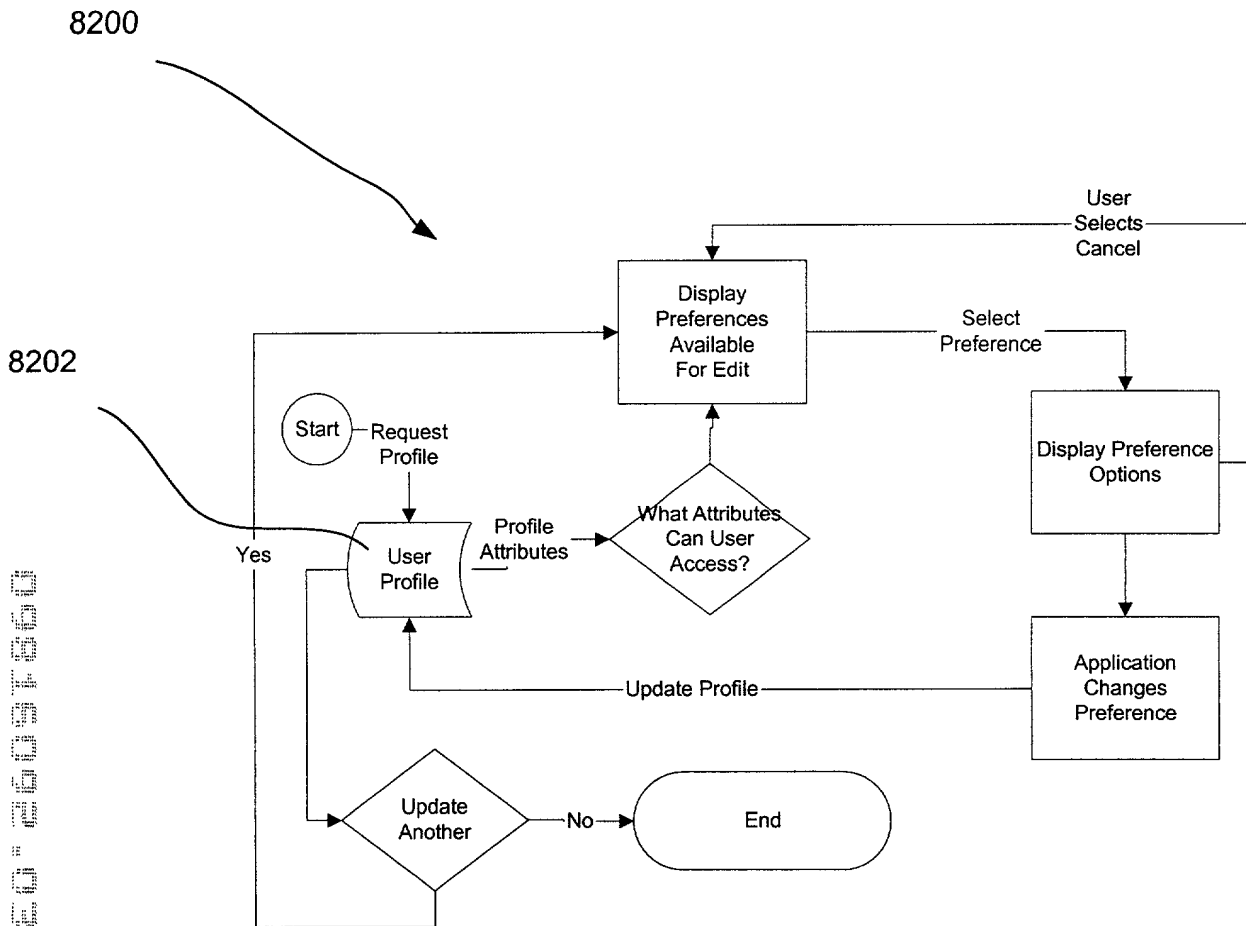 8200
User
Selects
Cancel
Display
Preferences
Available
For Edit
Select
Preference
8202
Start
Request
Profile
Display Preference
Options
What Attributes
Can User
Access?
Profile
Attributes
User
Profile
Yes
Application
Changes
Preference
Update Profile
Update
Another
No
End